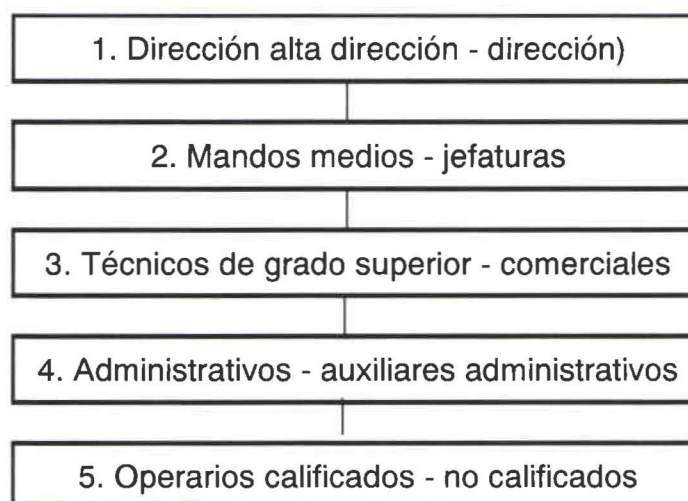 1. Dirección alta dirección - dirección)
2. Mandos medios - jefaturas
3. Técnicos de grado superior - comerciales
4. Administrativos - auxiliares administrativos
5. Operarios calificados - no calificados